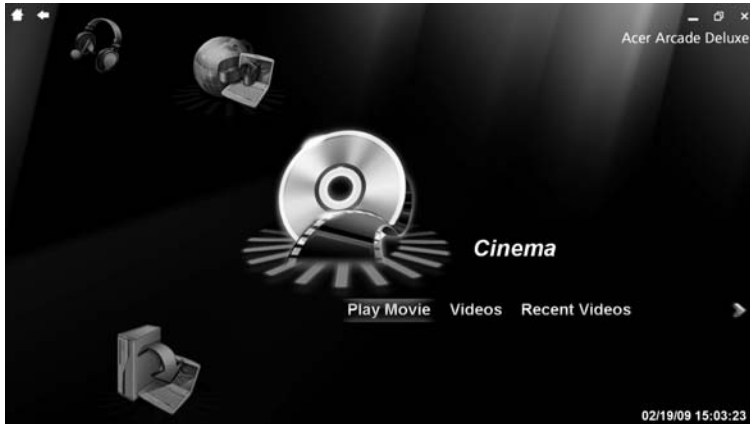 Acer Arcade Deluxe
Cinema
Play Movie Videos Recent Videos
02/19/09 15:03:23